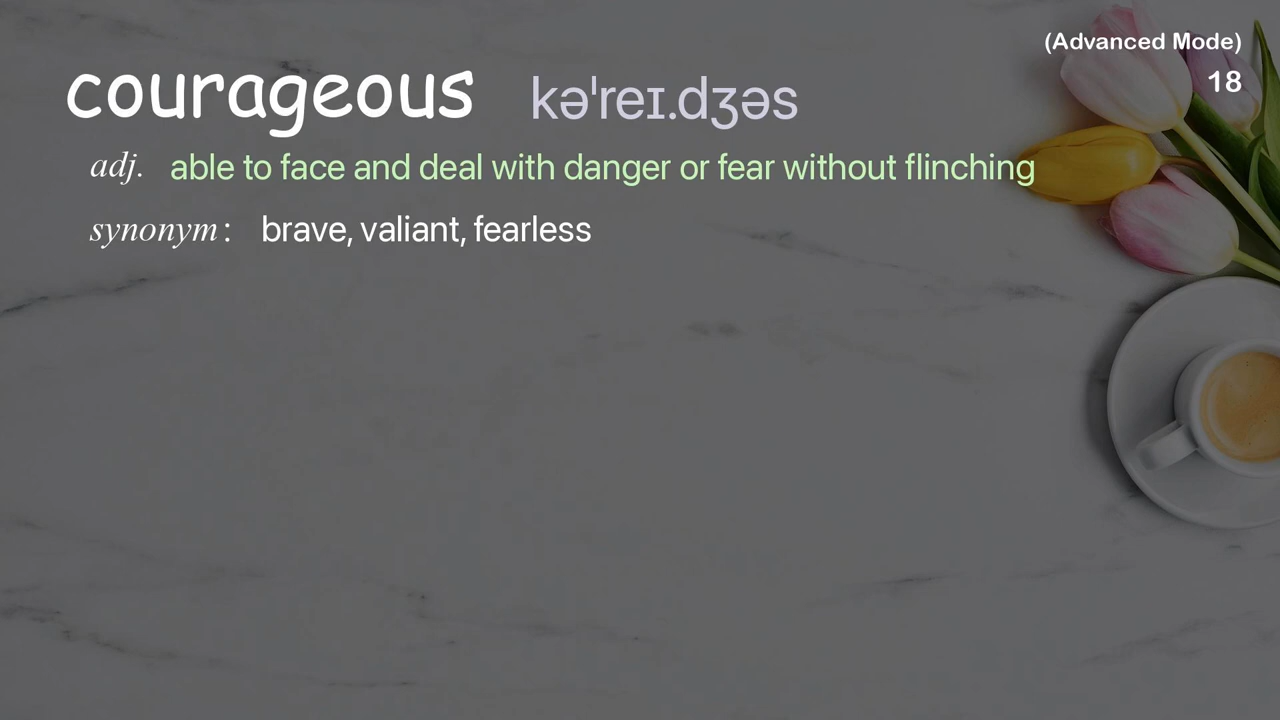 (Advanced Mode)
18
courageous kəˈreɪ.dʒəs
adj. able to face and deal with danger or fear without flinching
synonym: brave, valiant, fearless